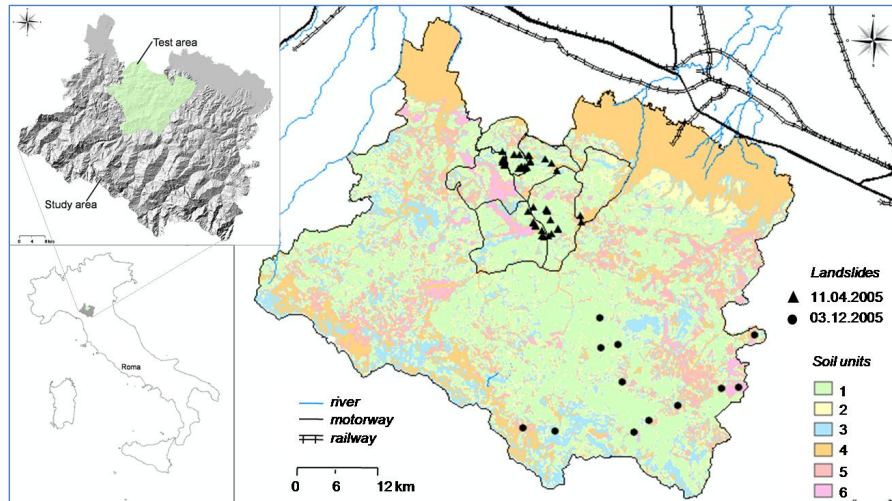 Test area
Study area
0 4 8 Km
Roma
river
motorway
railway
0 12 km
Landslides
11.04.2005
03.12.2005
Soil units
1
2
3
4
5
6